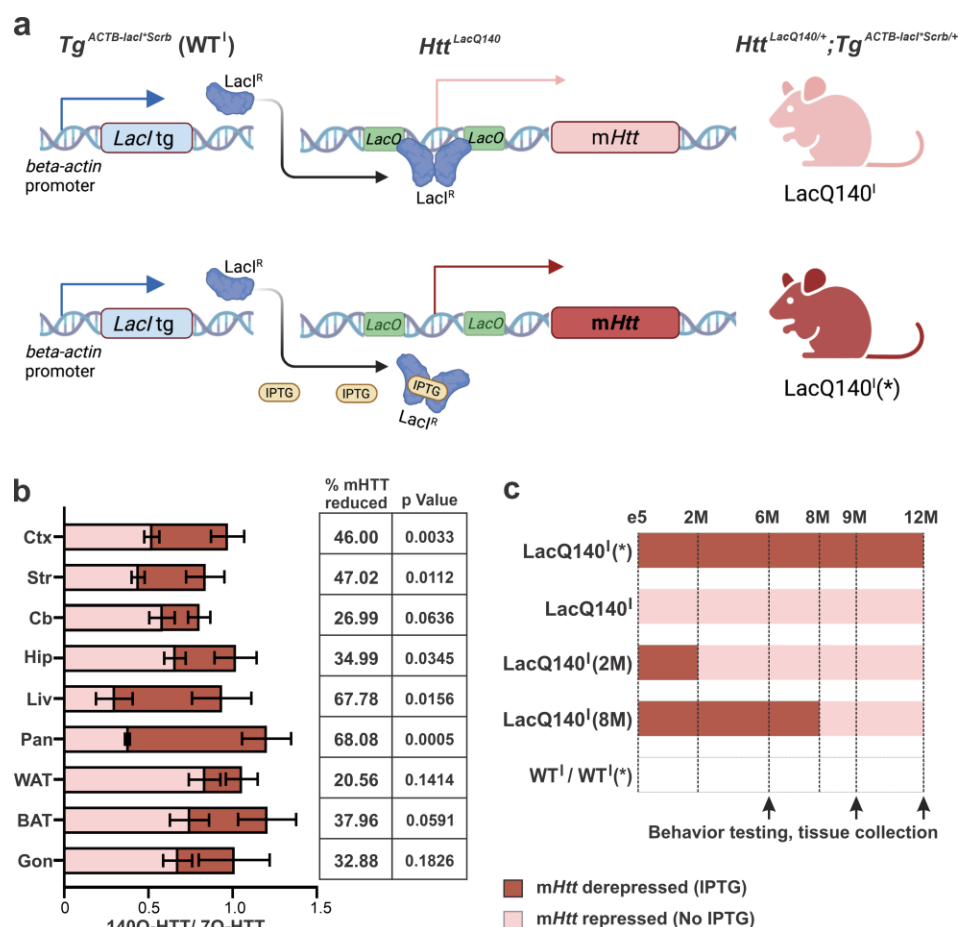 a
Tg^ACTB-lacI*Scrb (WT^I)
Htt^LacQ140
Htt^LacQ140/+;Tg^ACTB-lacI*Scrb/+
LacI^R
LacI tg
LacO
LacO
mHtt
beta-actin
promoter
LacI^R
LacQ140^I
LacI^R
LacI tg
LacO
LacO
mHtt
beta-actin
promoter
IPTG
IPTG
IPTG
LacI^R
LacQ140^I(*)
b
% mHTT
reduced
p Value
Ctx 46.00 0.0033
Str 47.02 0.0112
Cb 26.99 0.0636
Hip 34.99 0.0345
Liv 67.78 0.0156
Pan 68.08 0.0005
WAT 20.56 0.1414
BAT 37.96 0.0591
Gon 32.88 0.1826
0 0.5 1.0 1.5
140Q-HTT/ 7Q-HTT
c
e5 2M 6M 8M 9M 12M
LacQ140^I(*)
LacQ140^I
LacQ140^I(2M)
LacQ140^I(8M)
WT^I / WT^I(*)
Behavior testing, tissue collection
mHtt derepressed (IPTG)
mHtt repressed (No IPTG)